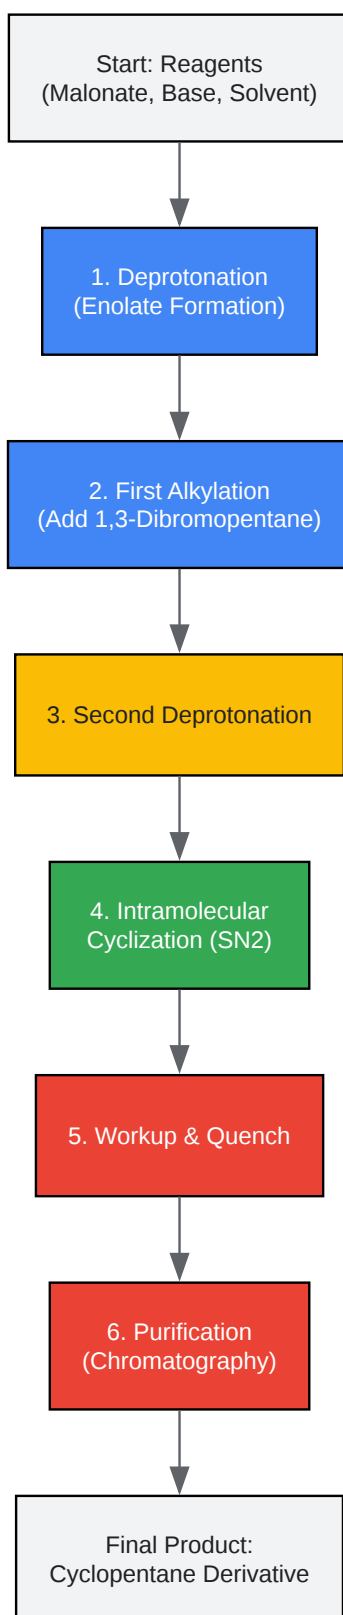 Start: Reagents
(Malonate, Base, Solvent)
1. Deprotonation
(Enolate Formation)
2. First Alkylation
(Add 1,3-Dibromopentane)
3. Second Deprotonation
4. Intramolecular
Cyclization (SN2)
5. Workup & Quench
6. Purification
(Chromatography)
Final Product:
Cyclopentane Derivative